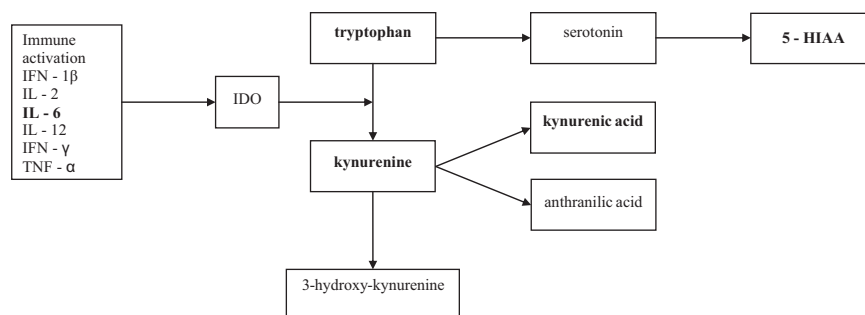 Immune
activation
IFN - 1β
IL - 2
IL - 6
IL - 12
IFN - γ
TNF - α
IDO
tryptophan
serotonin
5 - HIAA
kynurenine
kynurenic acid
anthranilic acid
3-hydroxy-kynurenine